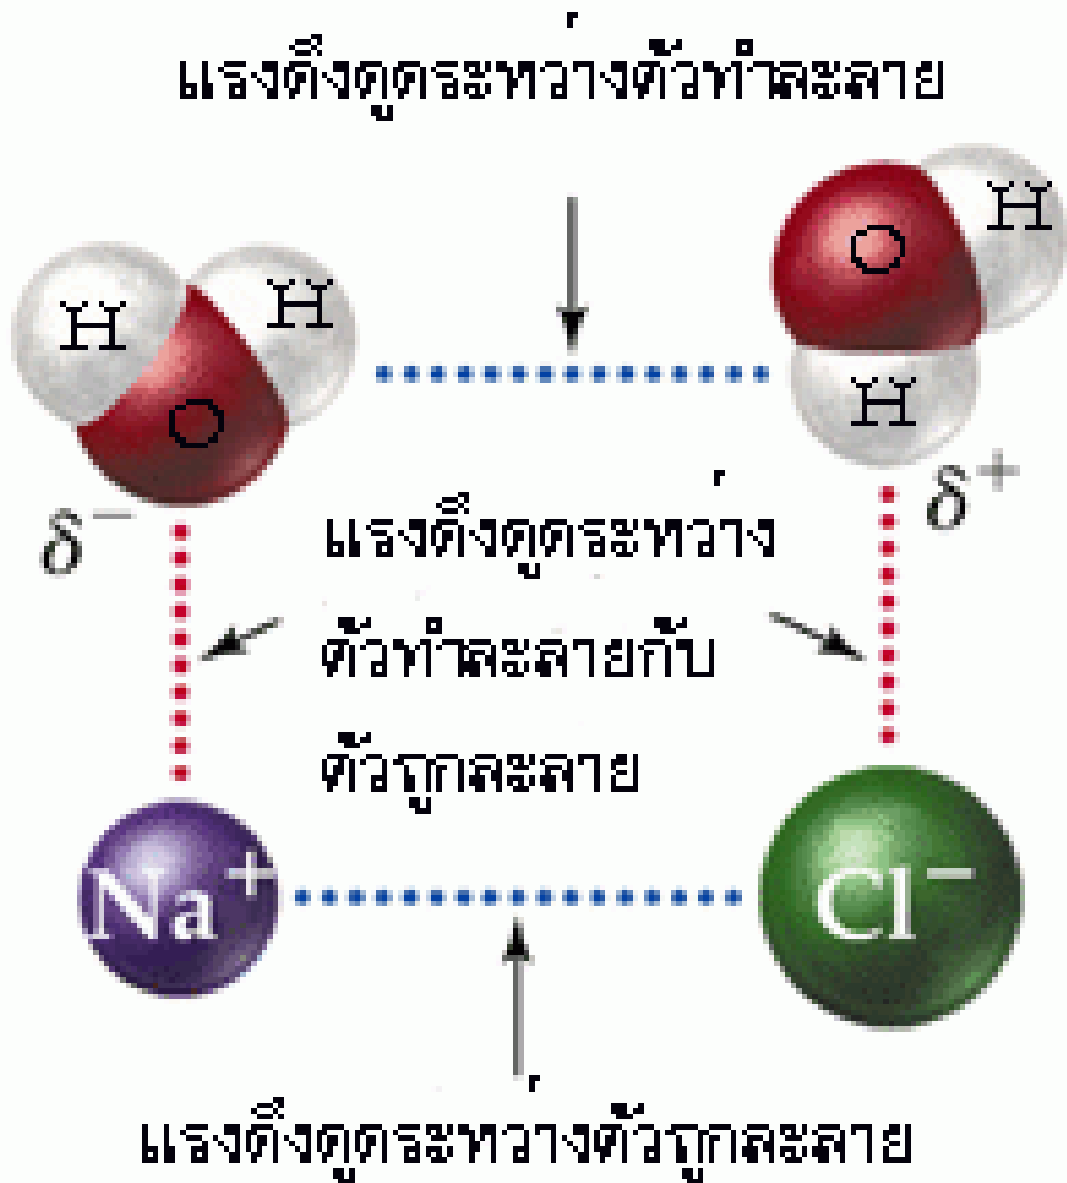 แรงดึงดูดระหว่างตัวทำละลาย
H
H
O
O
H
H
δ−
δ+
แรงดึงดูดระหว่าง
ตัวทำละลายกับ
ตัวถูกละลาย
Na+
Cl−
แรงดึงดูดระหว่างตัวถูกละลาย